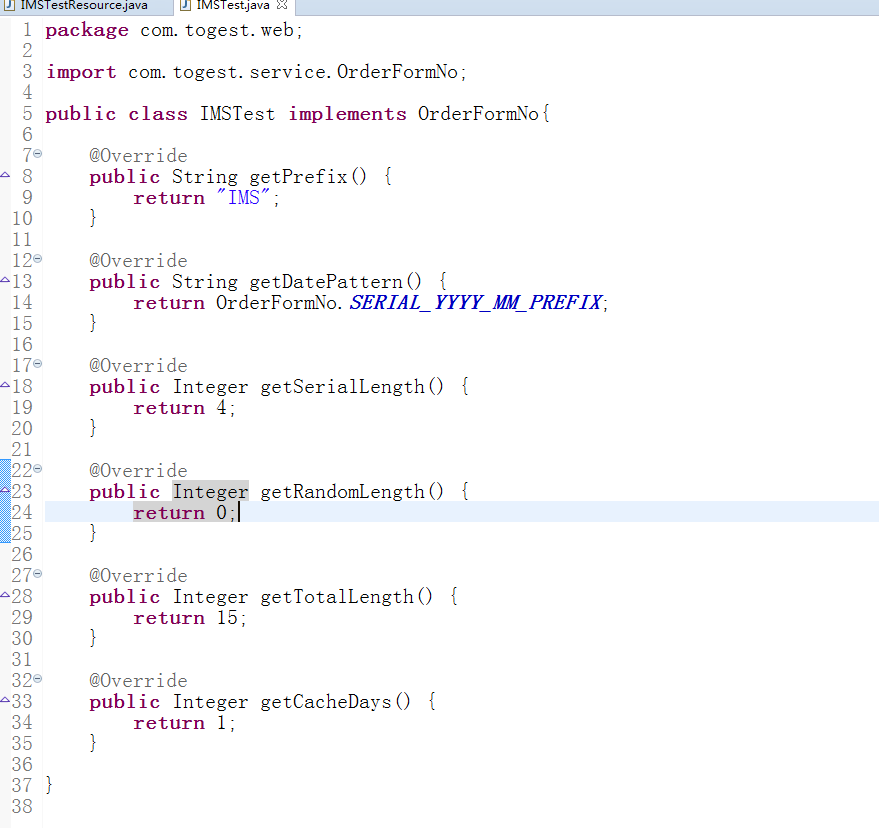 IMSTestResource.java IMSTest.java
1 package com.togest.web;
2
3 import com.togest.service.OrderFormNo;
4
5 public class IMSTest implements OrderFormNo{
6
7 @Override
8 public String getPrefix() {
9 return "IMS";
10 }
11
12 @Override
13 public String getDatePattern() {
14 return OrderFormNo.SERIAL_YYYY_MM_PREFIX;
15 }
16
17 @Override
18 public Integer getSerialLength() {
19 return 4;
20 }
21
22 @Override
23 public Integer getRandomLength() {
24 return 0;
25 }
26
27 @Override
28 public Integer getTotalLength() {
29 return 15;
30 }
31
32 @Override
33 public Integer getCacheDays() {
34 return 1;
35 }
36
37 }
38